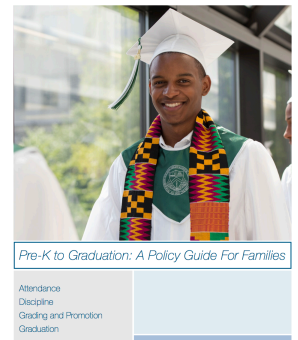 Pre-K to Graduation: A Policy Guide For Families
Attendance
Discipline
Grading and Promotion
Graduation